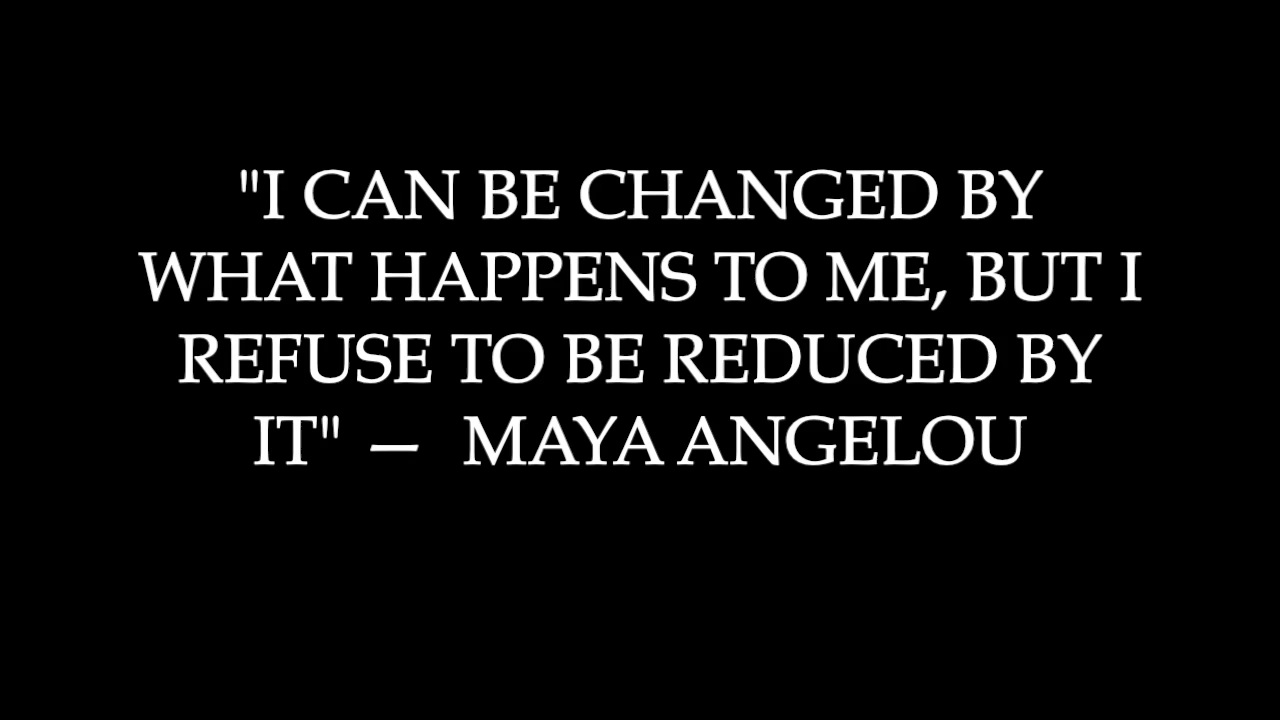 "I CAN BE CHANGED BY
WHAT HAPPENS TO ME, BUT I
REFUSE TO BE REDUCED BY
IT" –  MAYA ANGELOU